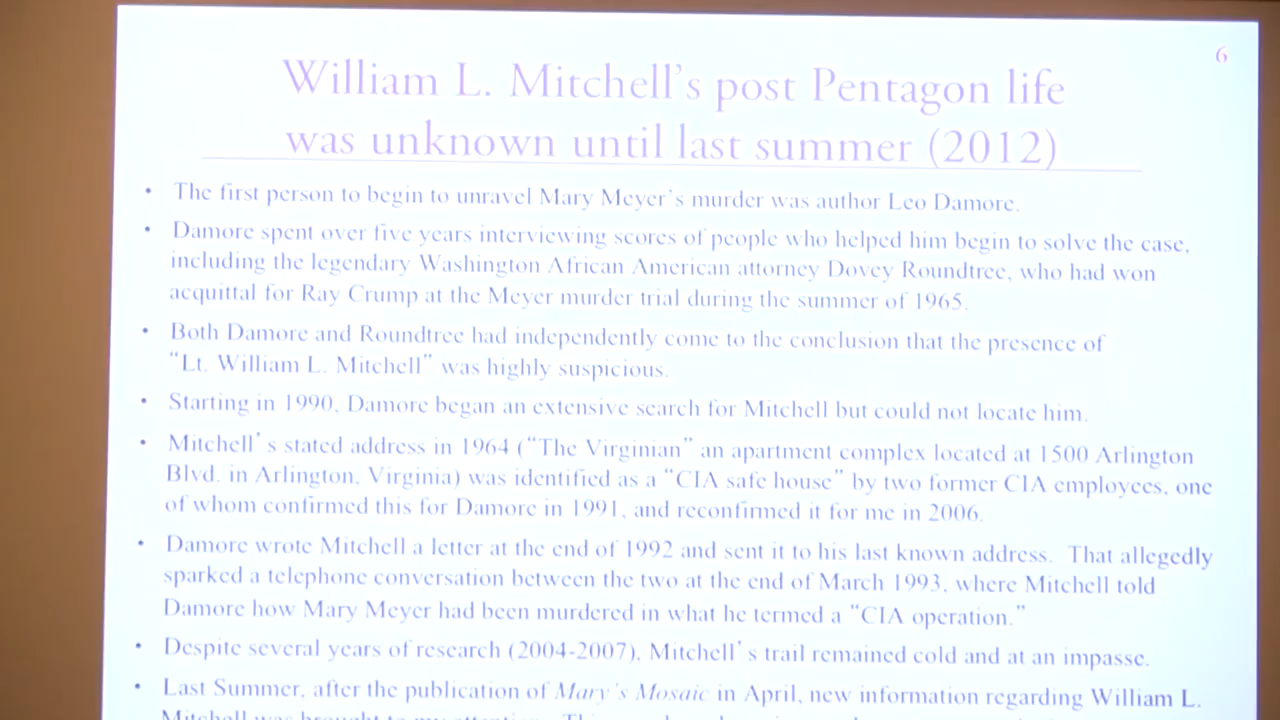 6
William L. Mitchell's post Pentagon life
was unknown until last summer (2012)
• The first person to begin to unravel Mary Meyer's murder was author Leo Damore.
• Damore spent over five years interviewing scores of people who helped him begin to solve the case,
including the legendary Washington African American attorney Dovey Roundtree, who had won
acquittal for Ray Crump at the Meyer murder trial during the summer of 1965.
• Both Damore and Roundtree had independently come to the conclusion that the presence of
"Lt. William L. Mitchell" was highly suspicious.
• Starting in 1990, Damore began an extensive search for Mitchell but could not locate him.
• Mitchell's stated address in 1964 ("The Virginian" an apartment complex located at 1500 Arlington
Blvd. in Arlington, Virginia) was identified as a "CIA safe house" by two former CIA employees, one
of whom confirmed this for Damore in 1991, and reconfirmed it for me in 2006.
• Damore wrote Mitchell a letter at the end of 1992 and sent it to his last known address. That allegedly
sparked a telephone conversation between the two at the end of March 1993, where Mitchell told
Damore how Mary Meyer had been murdered in what he termed a "CIA operation."
• Despite several years of research (2004-2007), Mitchell's trail remained cold and at an impasse.
• Last Summer, after the publication of Mary's Mosaic in April, new information regarding William L.
Mitchell was brought to my attention.